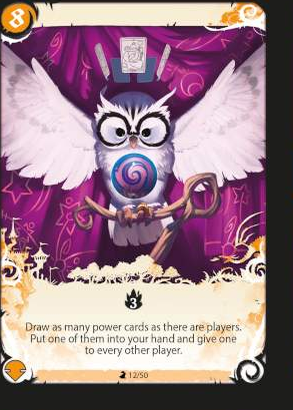 8
3
Draw as many power cards as there are players.
Put one of them into your hand and give one
to every other player.
12/50